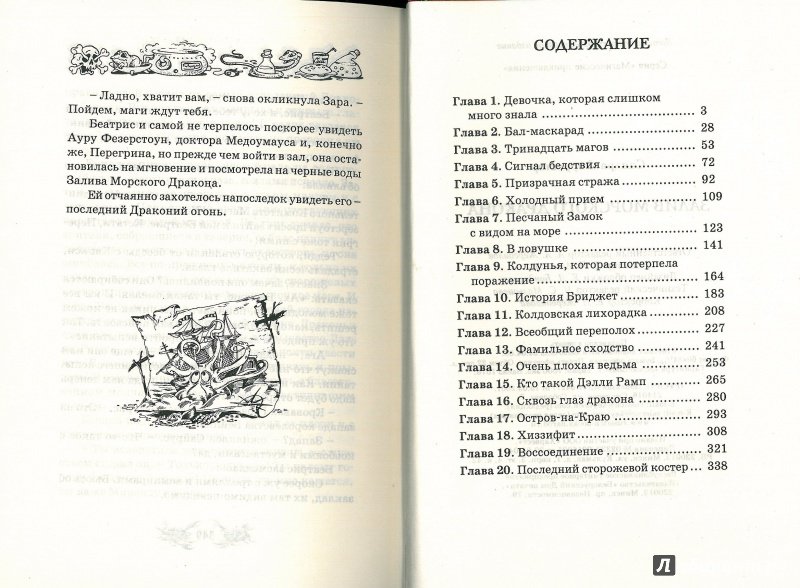 – Ладно, хватит вам, – снова окликнула Зара. –
Пойдем, маги ждут тебя.
Беатрис и самой не терпелось поскорее увидеть
Ауру Фезерстоун, доктора Медоумауса и, конечно
же, Перегрина, но прежде чем войти в зал, она оста-
новилась на мгновение и посмотрела на черные воды
Залива Морского Дракона.
Ей отчаянно захотелось напоследок увидеть его –
последний Драконий огонь.
СОДЕРЖАНИЕ
Глава 1. Девочка, которая слишком
много знала 3
Глава 2. Бал-маскарад 28
Глава 3. Тринадцать магов 53
Глава 4. Сигнал бедствия 72
Глава 5. Призрачная стража 92
Глава 6. Холодный прием 109
Глава 7. Песчаный Замок
с видом на море 123
Глава 8. В ловушке 141
Глава 9. Колдунья, которая потерпела
поражение 164
Глава 10. История Бриджет 183
Глава 11. Колдовская лихорадка 208
Глава 12. Всеобщий переполох 227
Глава 13. Фамильное сходство 241
Глава 14. Очень плохая ведьма 253
Глава 15. Кто такой Дэлли Рамп 265
Глава 16. Сквозь глаз дракона 280
Глава 17. Остров-на-Краю 293
Глава 18. Хиззифит 308
Глава 19. Воссоединение 321
Глава 20. Последний сторожевой костер 338